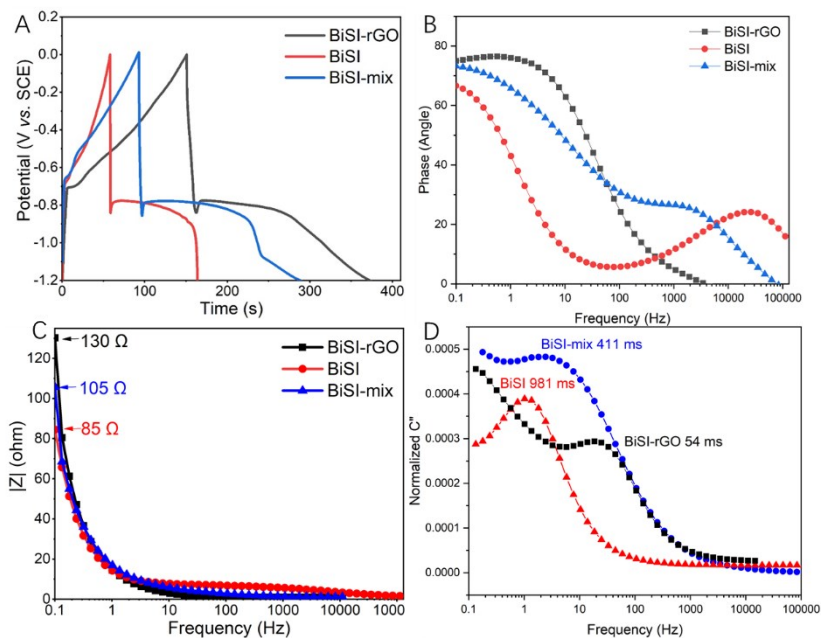 A
BiSI-rGO
BiSI
BiSI-mix
0.0
-0.2
-0.4
-0.6
-0.8
-1.0
-1.2
Potential (V vs. SCE)
0 100 200 300 400
Time (s)
B
BiSI-rGO
BiSI
BiSI-mix
80
60
40
20
0
Phase (Angle)
0.1 1 10 100 1000 10000 100000
Frequency (Hz)
C
130 Ω
105 Ω
85 Ω
BiSI-rGO
BiSI
BiSI-mix
120
100
80
60
40
20
0
|Z| (ohm)
0.1 1 10 100 1000 10000 100000
Frequency (Hz)
D
BiSI-mix 411 ms
BiSI 981 ms
BiSI-rGO 54 ms
0.0005
0.0004
0.0003
0.0002
0.0001
0.0000
Normalized C"
0.1 1 10 100 1000 10000 100000
Frequency (Hz)